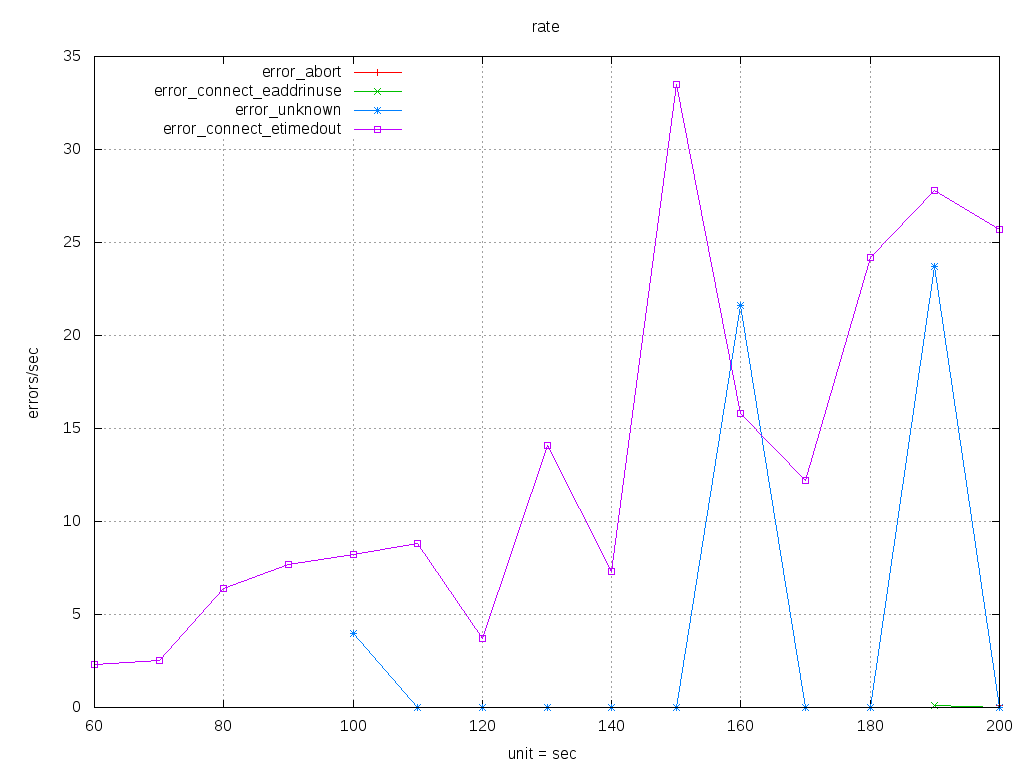 rate
35
30
25
20
15
10
5
0
errors/sec
error_abort
error_connect_eaddrinuse
error_unknown
error_connect_etimedout
60 80 100 120 140 160 180 200
unit = sec